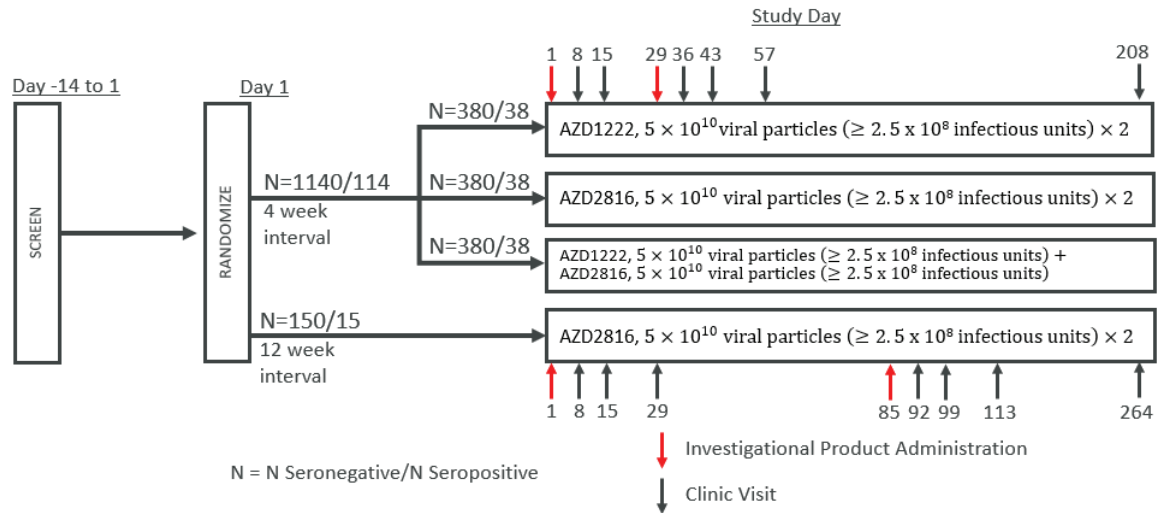 Study Day
1 8 15 29 36 43 57 208
Day -14 to 1
Day 1
SCREEN
RANDOMIZE
N=380/38
AZD1222, 5 × 10¹⁰ viral particles (≥ 2.5 x 10⁸ infectious units) × 2
N=1140/114
4 week
interval
N=380/38
AZD2816, 5 × 10¹⁰ viral particles (≥ 2.5 x 10⁸ infectious units) × 2
N=380/38
AZD1222, 5 × 10¹⁰ viral particles (≥ 2.5 x 10⁸ infectious units) +
AZD2816, 5 × 10¹⁰ viral particles (≥ 2.5 x 10⁸ infectious units)
N=150/15
12 week
interval
AZD2816, 5 × 10¹⁰ viral particles (≥ 2.5 x 10⁸ infectious units) × 2
1 8 15 29 85 92 99 113 264
Investigational Product Administration
N = N Seronegative/N Seropositive
Clinic Visit